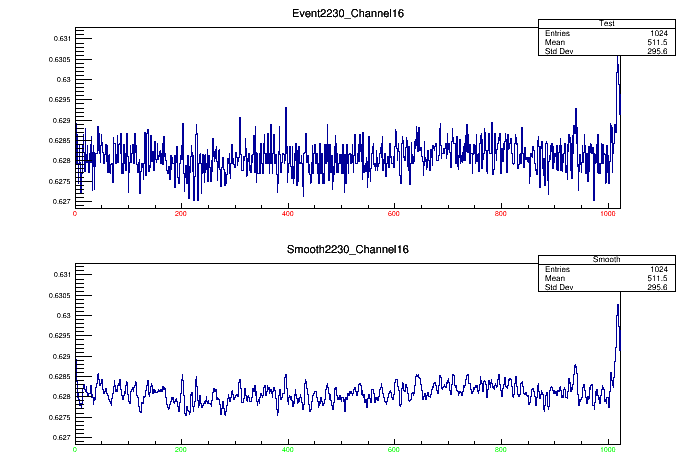 Event2230_Channel16
Test
Entries 1024
Mean 511.5
Std Dev 295.6
0.631
0.6305
0.63
0.6295
0.629
0.6285
0.628
0.6275
0.627
0 200 400 600 800 1000
Smooth2230_Channel16
Smooth
Entries 1024
Mean 511.5
Std Dev 295.6
0.631
0.6305
0.63
0.6295
0.629
0.6285
0.628
0.6275
0.627
0 200 400 600 800 1000